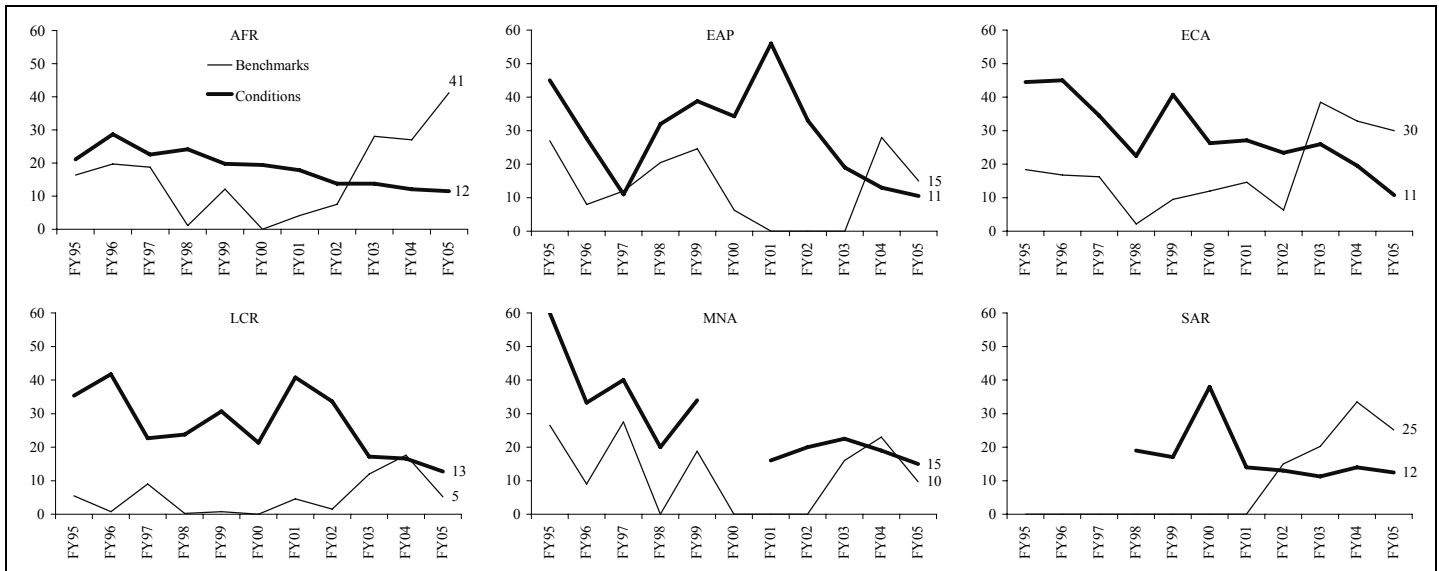 AFR
Benchmarks
Conditions
60
50
40
30
20
10
0
41
12
FY95
FY96
FY97
FY98
FY99
FY00
FY01
FY02
FY03
FY04
FY05
EAP
60
50
40
30
20
10
0
15
11
FY95
FY96
FY97
FY98
FY99
FY00
FY01
FY02
FY03
FY04
FY05
ECA
60
50
40
30
20
10
0
30
11
FY95
FY96
FY97
FY98
FY99
FY00
FY01
FY02
FY03
FY04
FY05
LCR
60
50
40
30
20
10
0
13
5
FY95
FY96
FY97
FY98
FY99
FY00
FY01
FY02
FY03
FY04
FY05
MNA
60
50
40
30
20
10
0
15
10
FY95
FY96
FY97
FY98
FY99
FY00
FY01
FY02
FY03
FY04
FY05
SAR
60
50
40
30
20
10
0
25
12
FY95
FY96
FY97
FY98
FY99
FY00
FY01
FY02
FY03
FY04
FY05